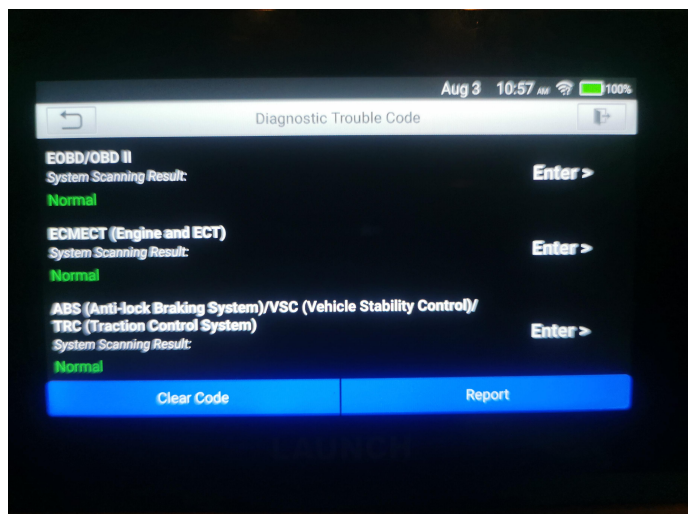 Aug 3 10:57 AM 100%
Diagnostic Trouble Code
EOBD/OBD II
System Scanning Result:
Enter >
Normal
ECMECT (Engine and ECT)
System Scanning Result:
Enter >
Normal
ABS (Anti-lock Braking System)/VSC (Vehicle Stability Control)/
TRC (Traction Control System)
Enter >
System Scanning Result:
Normal
Clear Code
Report
LAUNCH